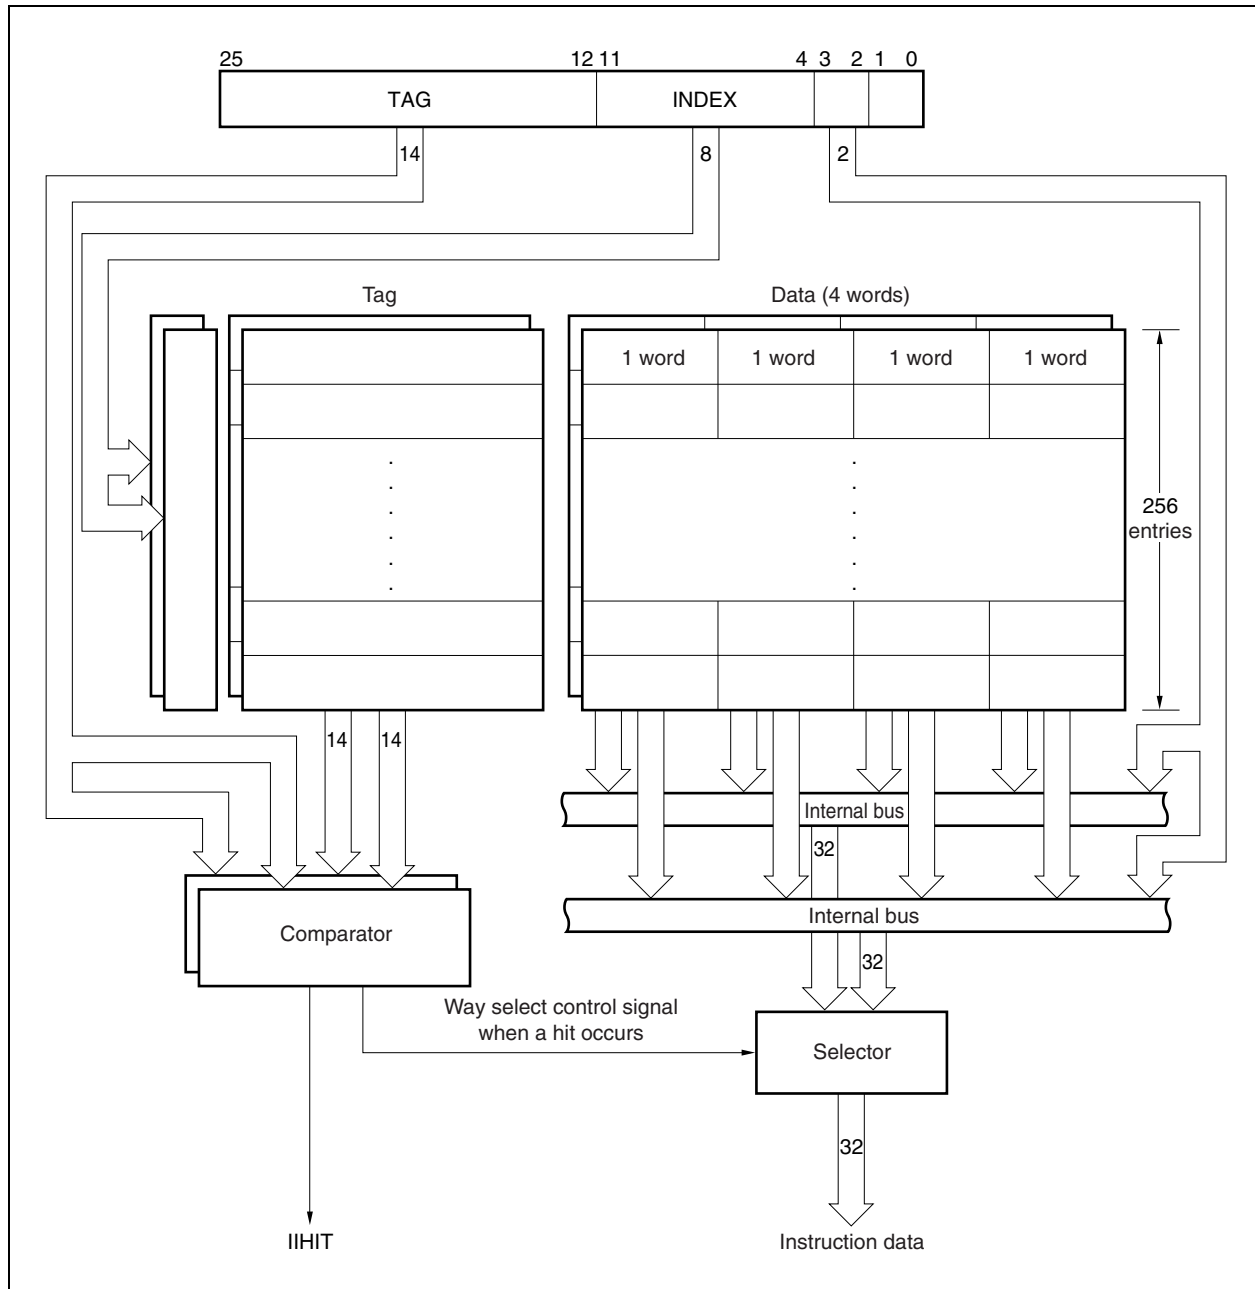 25 12 11 4 3 2 1 0
TAG INDEX
14 8 2
Tag Data (4 words)
1 word 1 word 1 word 1 word
256
entries
14 14
Internal bus
32
Internal bus
Comparator
32
Way select control signal
when a hit occurs
Selector
32
IIHIT Instruction data